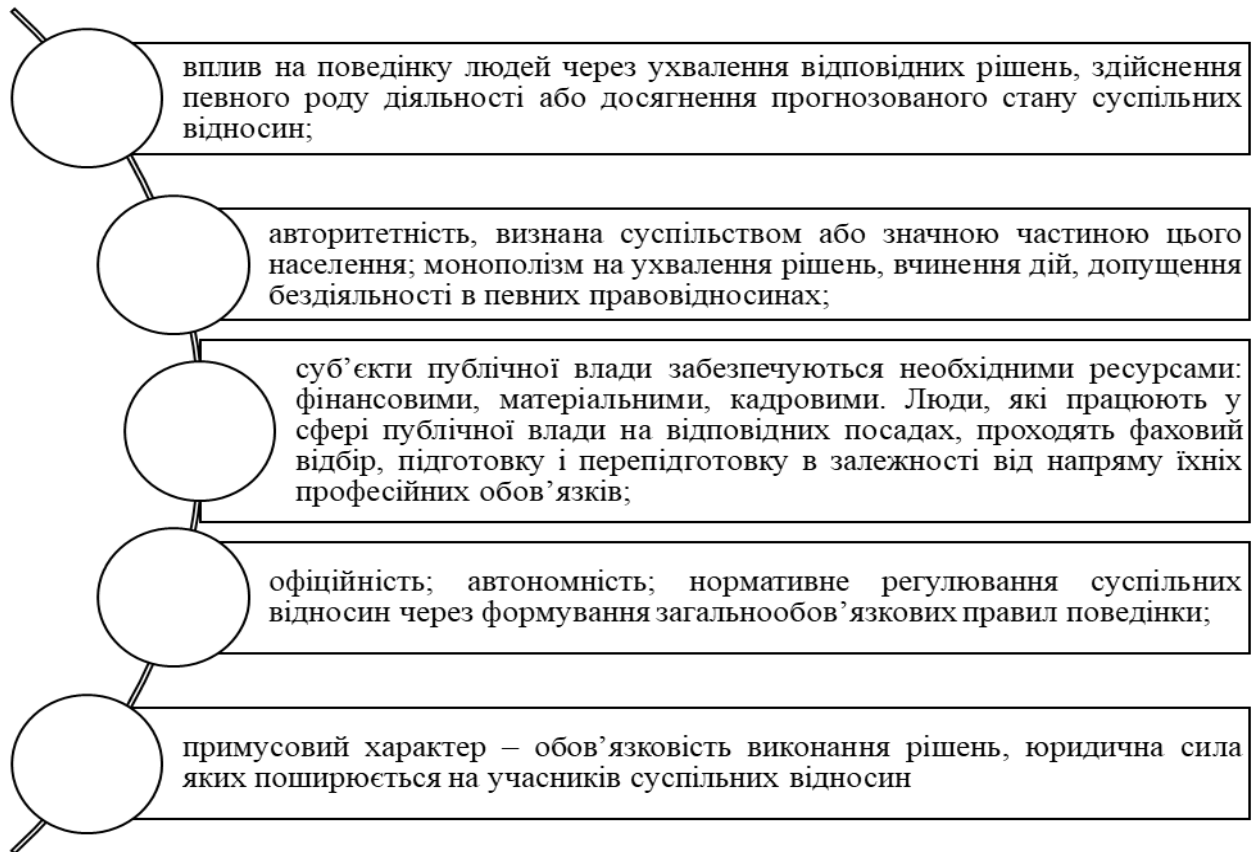 вплив на поведінку людей через ухвалення відповідних рішень, здійснення
певного роду діяльності або досягнення прогнозованого стану суспільних
відносин;
авторитетність, визнана суспільством або значною частиною цього
населення; монополізм на ухвалення рішень, вчинення дій, допущення
бездіяльності в певних правовідносинах;
суб’єкти публічної влади забезпечуються необхідними ресурсами:
фінансовими, матеріальними, кадровими. Люди, які працюють у
сфері публічної влади на відповідних посадах, проходять фаховий
відбір, підготовку і перепідготовку в залежності від напряму їхніх
професійних обов’язків;
офіційність; автономність; нормативне регулювання суспільних
відносин через формування загальнообов’язкових правил поведінки;
примусовий характер – обов’язковість виконання рішень, юридична сила
яких поширюється на учасників суспільних відносин